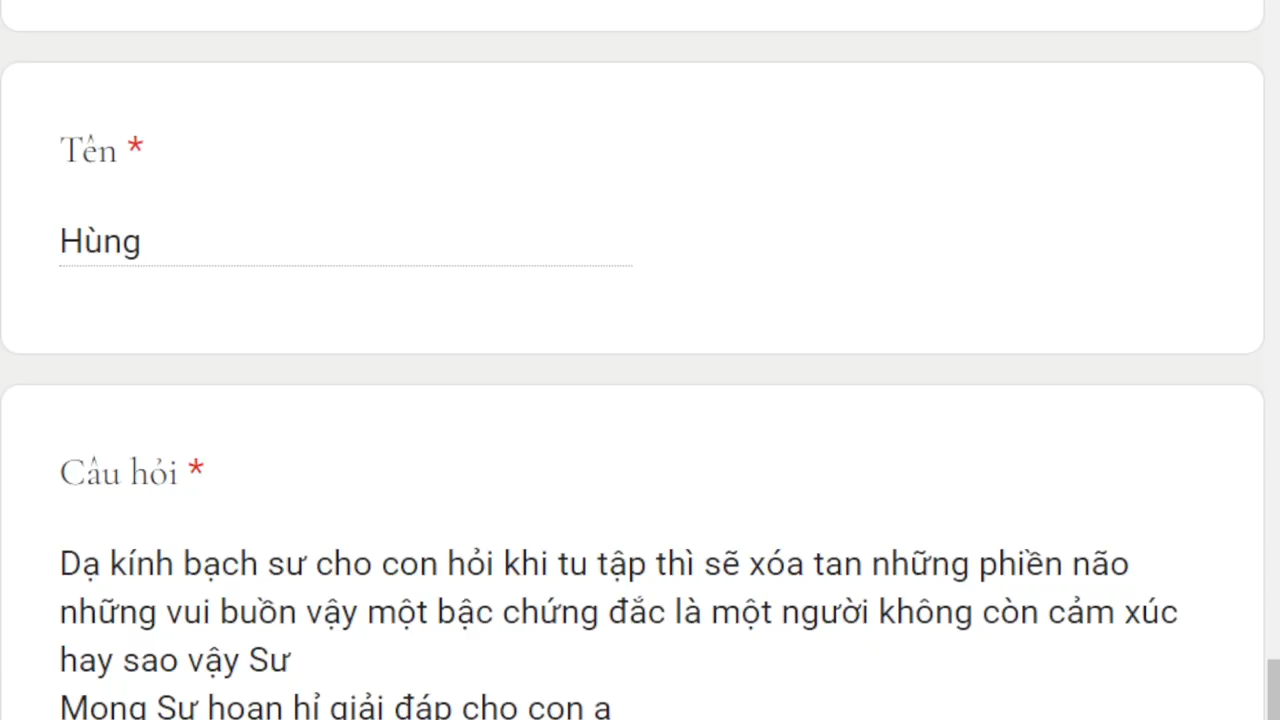 Tên *
Hùng
Câu hỏi *
Dạ kính bạch sư cho con hỏi khi tu tập thì sẽ xóa tan những phiền não
những vui buồn vậy một bậc chứng đắc là một người không còn cảm xúc
hay sao vậy Sư
Mong Sư hoan hỉ giải đáp cho con ạ